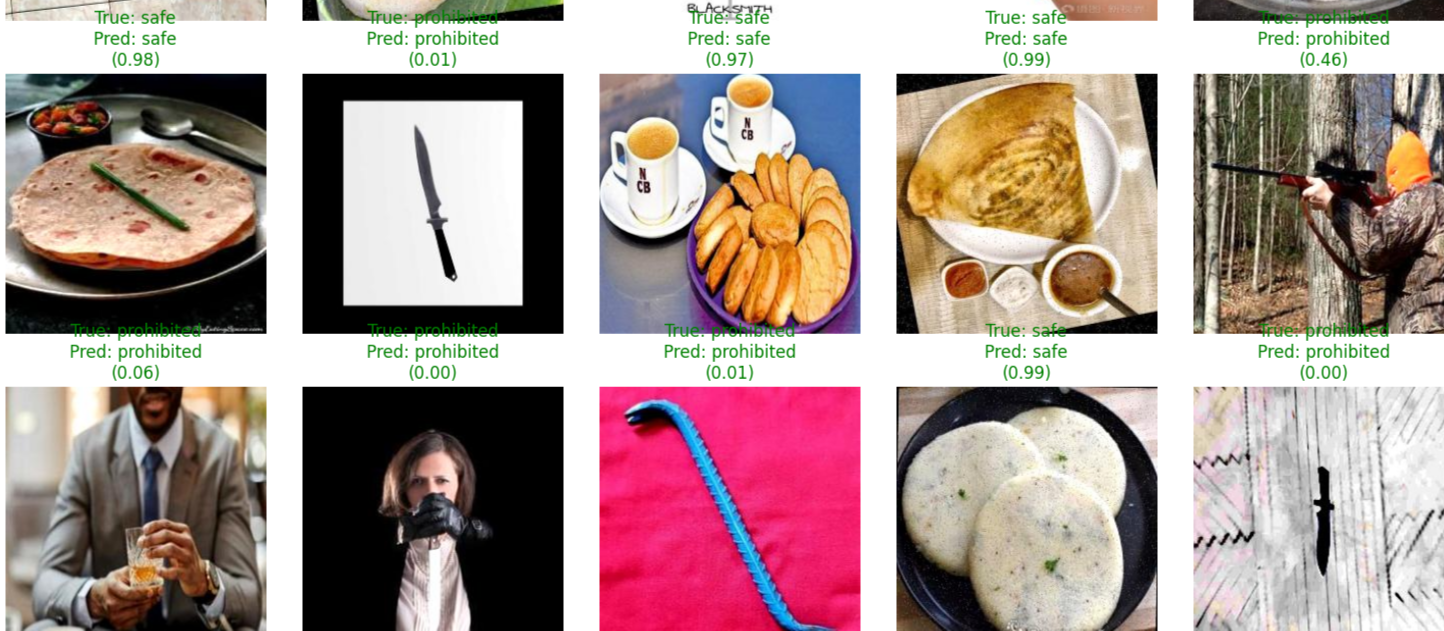 BLACKSMITH
True: safe
Pred: safe
(0.98)
True: prohibited
Pred: prohibited
(0.01)
True: safe
Pred: safe
(0.97)
True: safe
Pred: safe
(0.99)
True: prohibited
Pred: prohibited
(0.46)
N
CB
N
CB
True: prohibited
Pred: prohibited
(0.06)
True: prohibited
Pred: prohibited
(0.00)
True: prohibited
Pred: prohibited
(0.01)
True: safe
Pred: safe
(0.99)
True: prohibited
Pred: prohibited
(0.00)